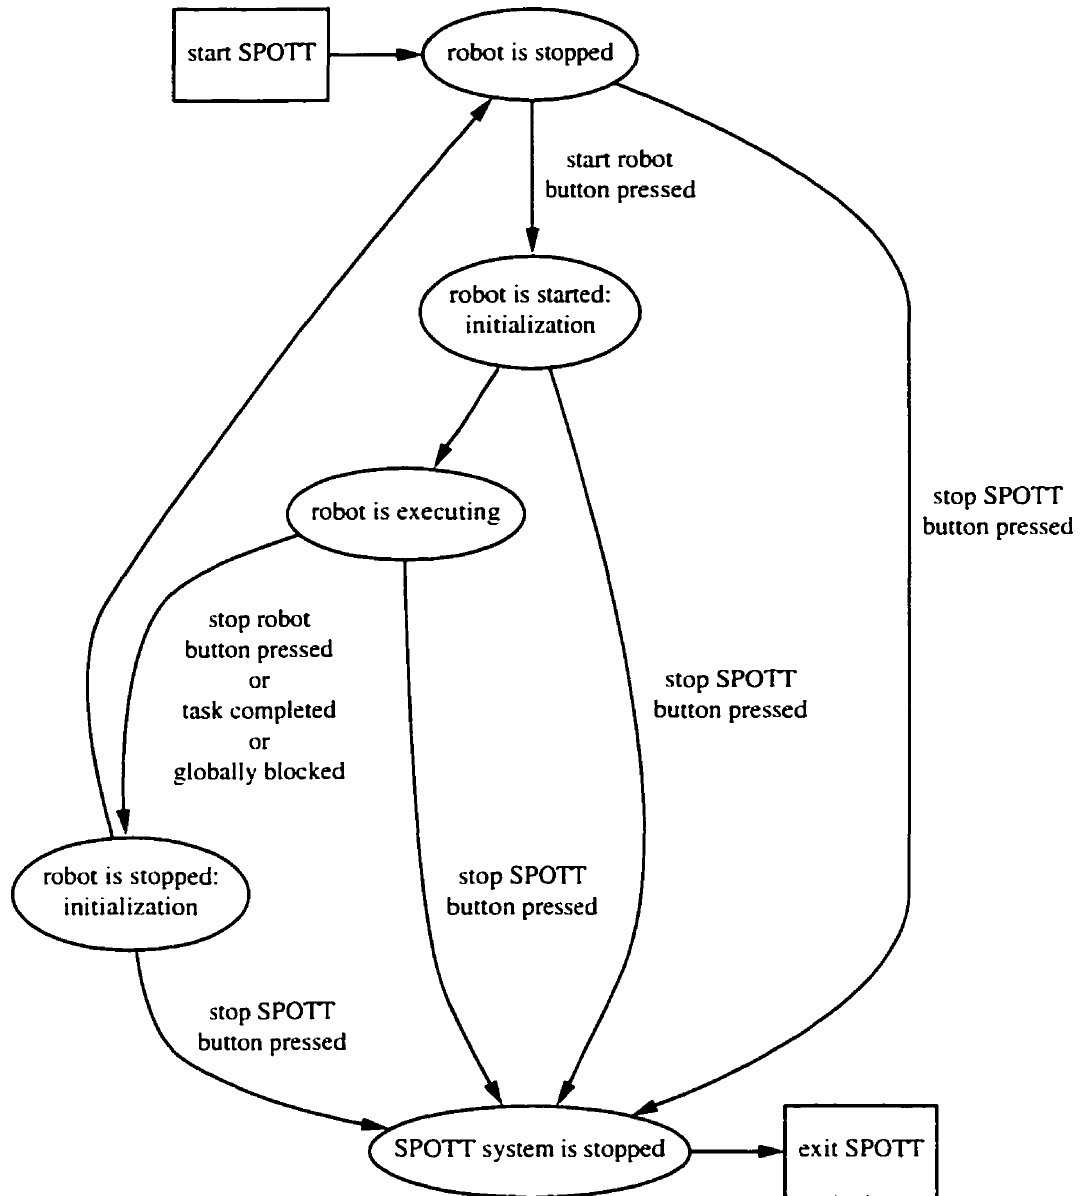 start SPOTT
robot is stopped
start robot
button pressed
robot is started:
initialization
robot is executing
stop SPOTT
button pressed
stop robot
button pressed
or
task completed
or
globally blocked
stop SPOTT
button pressed
robot is stopped:
initialization
stop SPOTT
button pressed
stop SPOTT
button pressed
SPOTT system is stopped
exit SPOTT